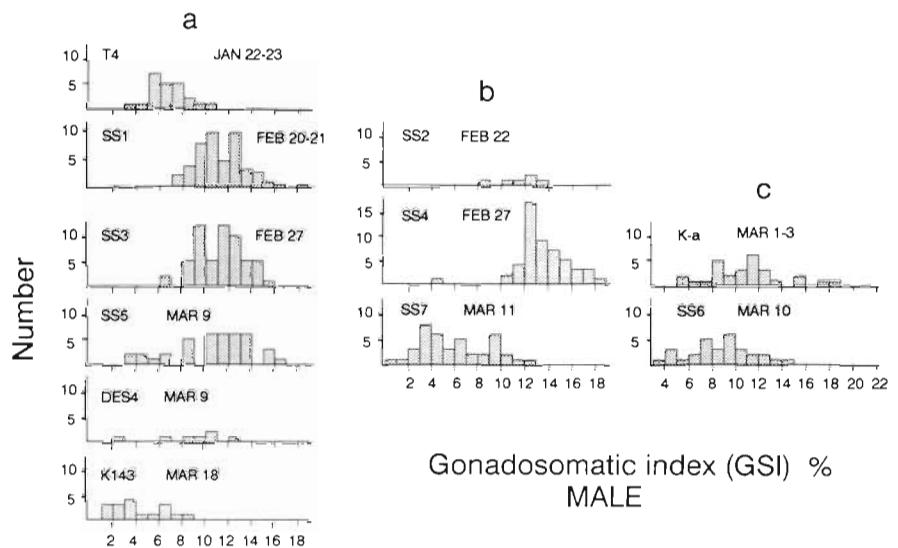 a
T4 JAN 22-23
10
5
SS1 FEB 20-21
10
5
SS3 FEB 27
10
5
SS5 MAR 9
10
5
DES4 MAR 9
10
5
K143 MAR 18
10
5
2 4 6 8 10 12 14 16 18
b
SS2 FEB 22
10
5
SS4 FEB 27
15
10
5
SS7 MAR 11
10
5
2 4 6 8 10 12 14 16 18
c
K-a MAR 1-3
10
5
SS6 MAR 10
10
5
4 6 8 10 12 14 16 18 20 22
Number
Gonadosomatic index (GSI) %
MALE